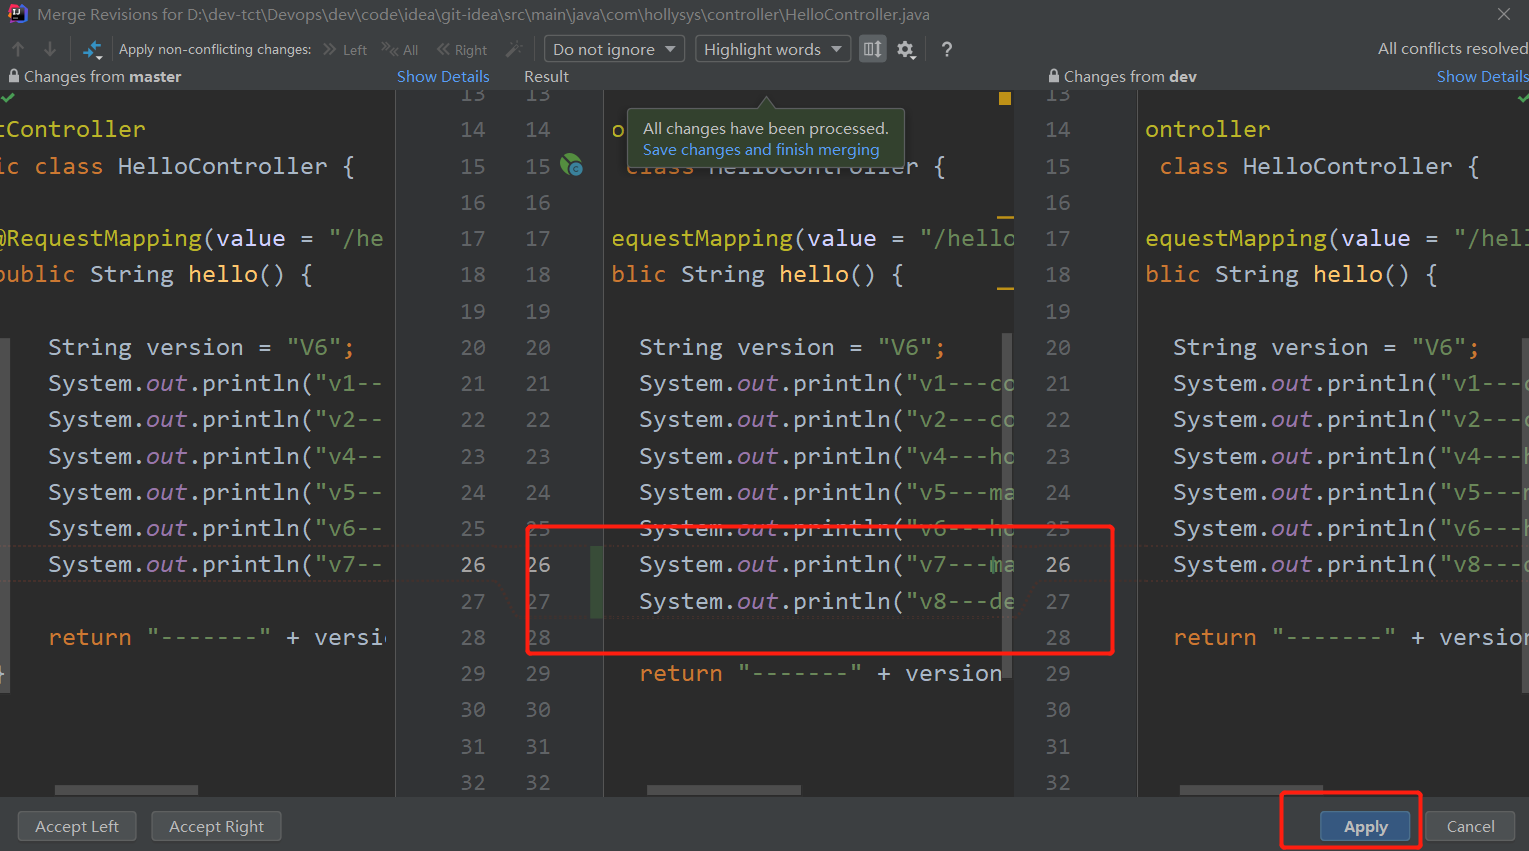 Merge Revisions for D:\dev-tct\Devops\dev\code\idea\git-idea\src\main\java\com\hollysys\controller\HelloController.java
Apply non-conflicting changes: Left All Right Do not ignore Highlight words ? All conflicts resolved
Changes from master Show Details Result Changes from dev Show Details
13 13 13
tController 14 14 o All changes have been processed. 14 ontroller
ic class HelloController { 15 15 Save changes and finish merging 15 class HelloController {
class HelloController {
16 16 16
@RequestMapping(value = "/he 17 17 equestMapping(value = "/hello 17 equestMapping(value = "/hell
public String hello() { 18 18 blic String hello() { 18 blic String hello() {
19 19 19
String version = "V6"; 20 20 String version = "V6"; 20 String version = "V6";
System.out.println("v1-- 21 21 System.out.println("v1---co 21 System.out.println("v1---c
System.out.println("v2-- 22 22 System.out.println("v2---co 22 System.out.println("v2---c
System.out.println("v4-- 23 23 System.out.println("v4---ho 23 System.out.println("v4---h
System.out.println("v5-- 24 24 System.out.println("v5---ma 24 System.out.println("v5---m
System.out.println("v6-- 25 25 System.out.println("v6---ho 25 System.out.println("v6---h
System.out.println("v7-- 26 26 System.out.println("v7---ma 26 System.out.println("v8---d
27 27 System.out.println("v8---de 27
return "-------" + versi 28 28 28 return "-------" + version
} 29 29 return "-------" + version 29
30 30 30
31 31 31
32 32 32
Accept Left Accept Right Apply Cancel